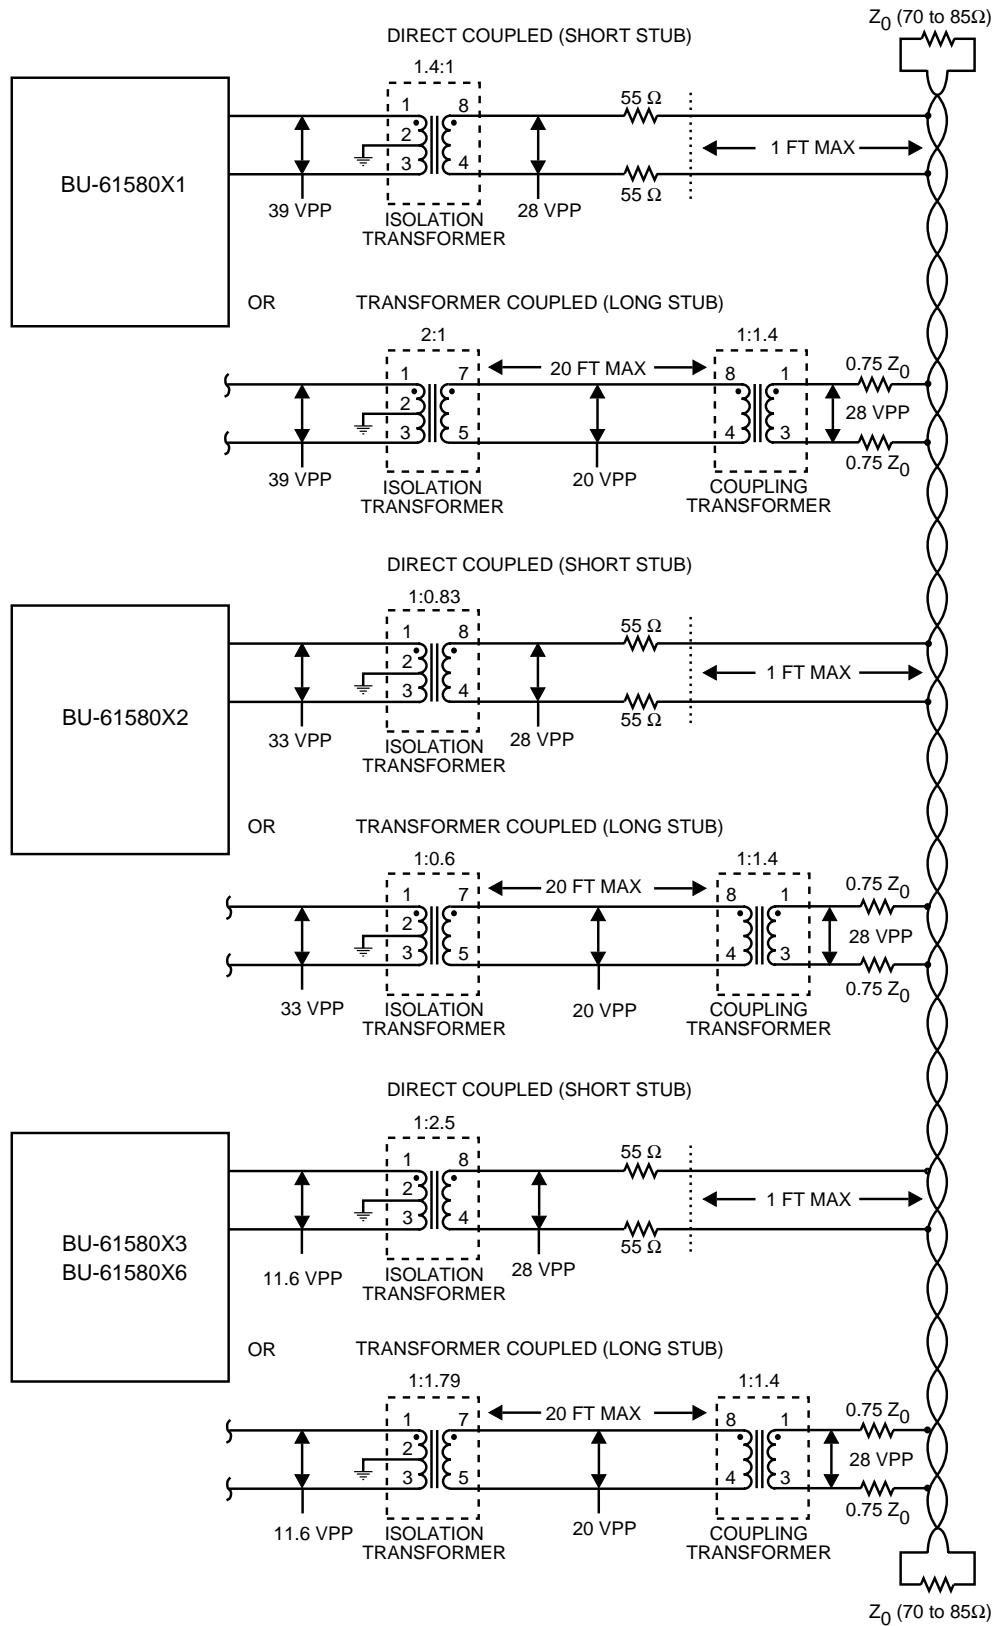 Z0 (70 to 85Ω)
DIRECT COUPLED (SHORT STUB)
1.4:1
BU-61580X1
1
2
3
8
4
55 Ω
55 Ω
1 FT MAX
39 VPP
28 VPP
ISOLATION
TRANSFORMER
OR
TRANSFORMER COUPLED (LONG STUB)
2:1
1:1.4
20 FT MAX
1
2
3
7
5
8
4
1
3
0.75 Z0
28 VPP
0.75 Z0
39 VPP
20 VPP
ISOLATION
TRANSFORMER
COUPLING
TRANSFORMER
DIRECT COUPLED (SHORT STUB)
1:0.83
BU-61580X2
1
2
3
8
4
55 Ω
55 Ω
1 FT MAX
33 VPP
28 VPP
ISOLATION
TRANSFORMER
OR
TRANSFORMER COUPLED (LONG STUB)
1:0.6
1:1.4
20 FT MAX
1
2
3
7
5
8
4
1
3
0.75 Z0
28 VPP
0.75 Z0
33 VPP
20 VPP
ISOLATION
TRANSFORMER
COUPLING
TRANSFORMER
DIRECT COUPLED (SHORT STUB)
1:2.5
BU-61580X3
BU-61580X6
1
2
3
8
4
55 Ω
55 Ω
1 FT MAX
11.6 VPP
28 VPP
ISOLATION
TRANSFORMER
OR
TRANSFORMER COUPLED (LONG STUB)
1:1.79
1:1.4
20 FT MAX
1
2
3
7
5
8
4
1
3
0.75 Z0
28 VPP
0.75 Z0
11.6 VPP
20 VPP
ISOLATION
TRANSFORMER
COUPLING
TRANSFORMER
Z0 (70 to 85Ω)